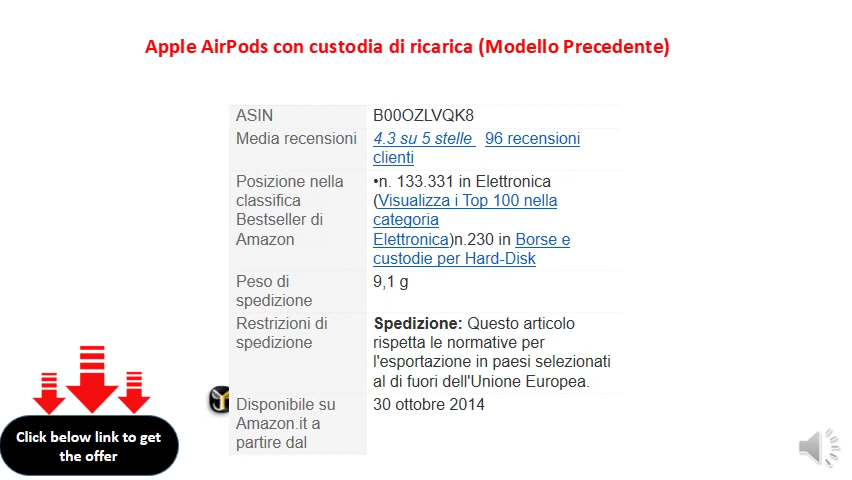 Apple AirPods con custodia di ricarica (Modello Precedente)
ASIN
B00OZLVQK8
Media recensioni
4.3 su 5 stelle 96 recensioni
clienti
Posizione nella
classifica
Bestseller di
Amazon
•n. 133.331 in Elettronica
(Visualizza i Top 100 nella
categoria
Elettronica)n.230 in Borse e
custodie per Hard-Disk
Peso di
spedizione
9,1 g
Restrizioni di
spedizione
Spedizione: Questo articolo
rispetta le normative per
l'esportazione in paesi selezionati
al di fuori dell'Unione Europea.
Disponibile su
Amazon.it a
partire dal
30 ottobre 2014
Click below link to get
the offer